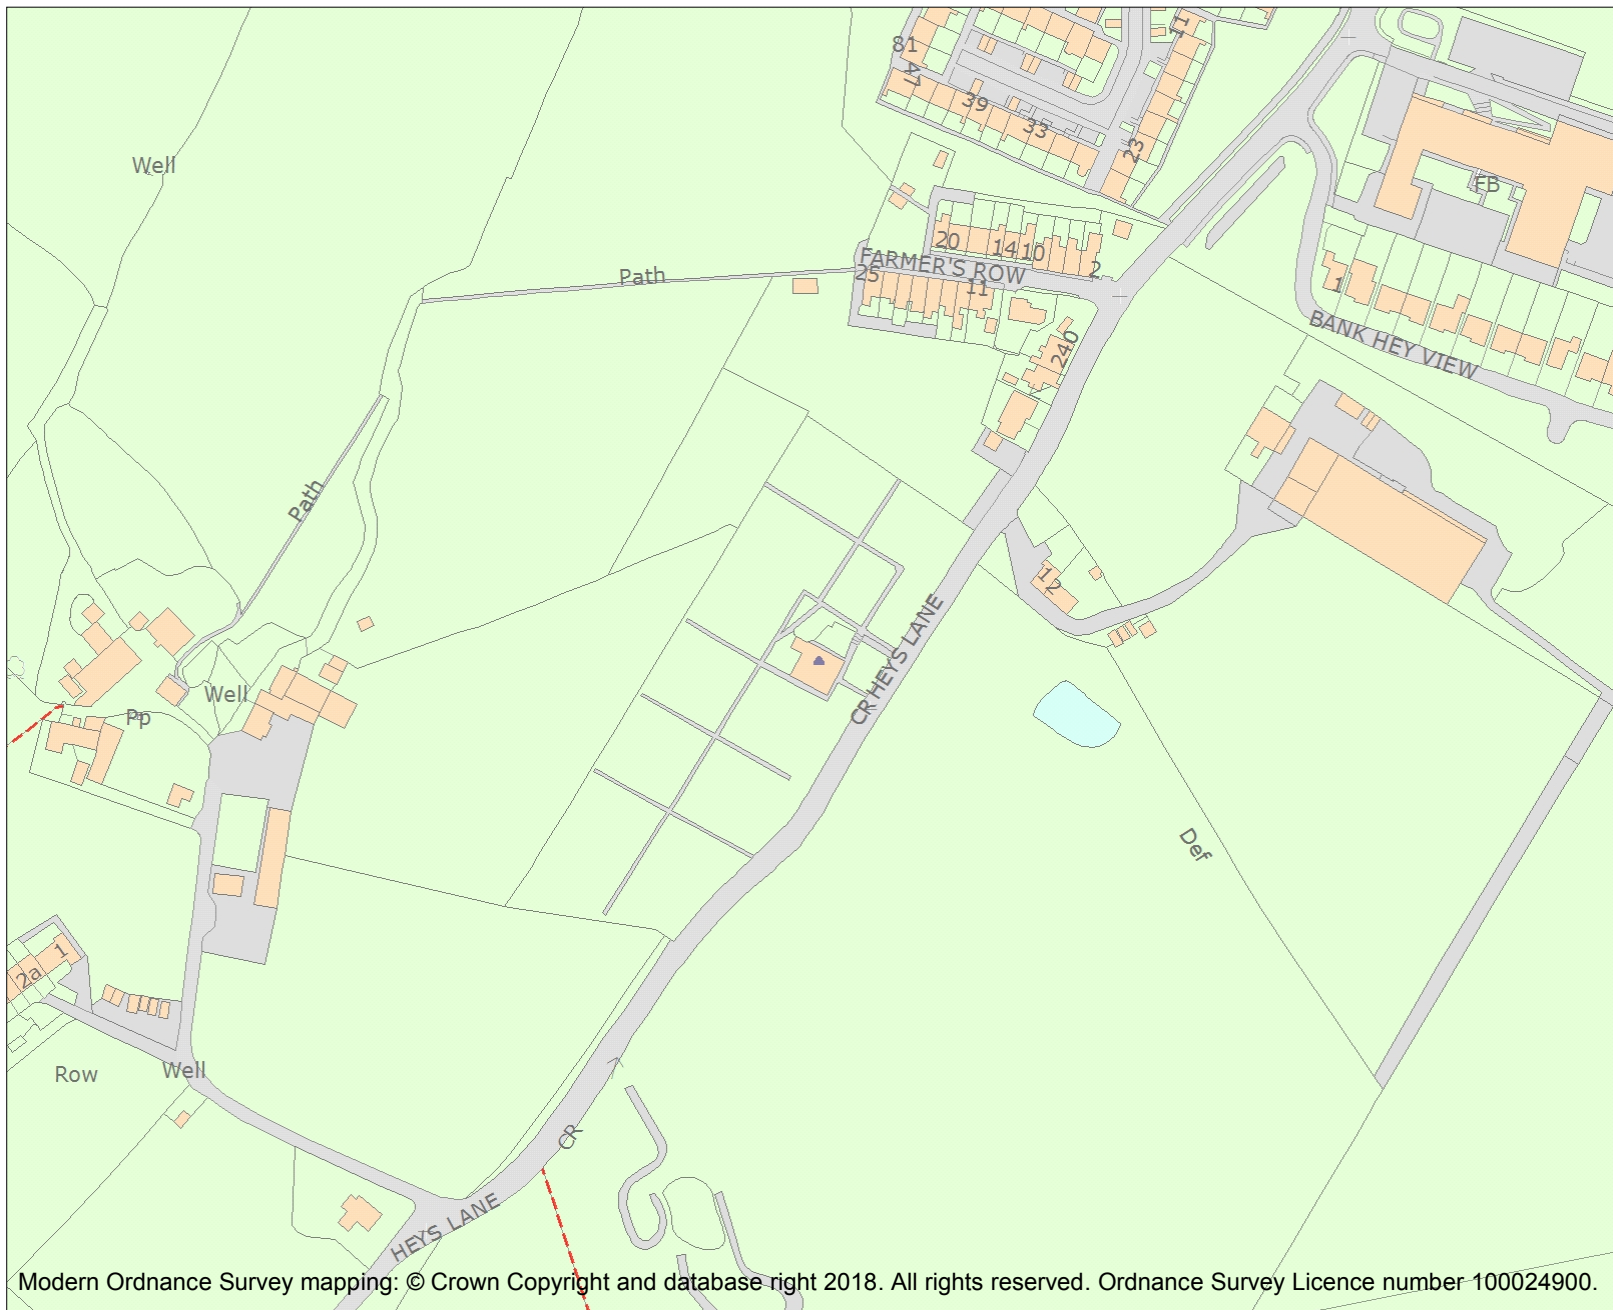 81
47
39
33
11
23
Well
FB
20
14
10
2
FARMER'S ROW
Path
25
11
1
BANK HEY VIEW
240
Path
12
HEYS LANE
CR
Well
Pp
Def
1
2a
Row
Well
CR
HEYS LANE
Modern Ordnance Survey mapping: © Crown Copyright and database right 2018. All rights reserved. Ordnance Survey Licence number 100024900.